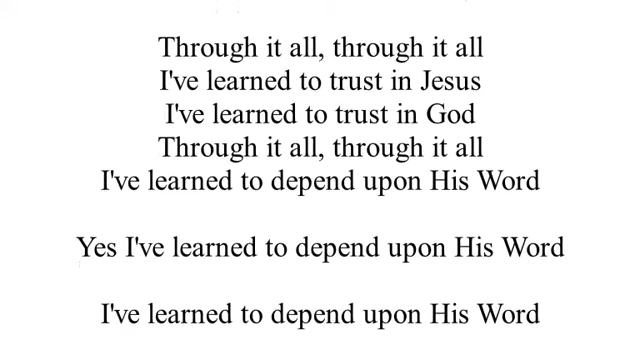 Through it all, through it all
I've learned to trust in Jesus
I've learned to trust in God
Through it all, through it all
I've learned to depend upon His Word
Yes I've learned to depend upon His Word
I've learned to depend upon His Word